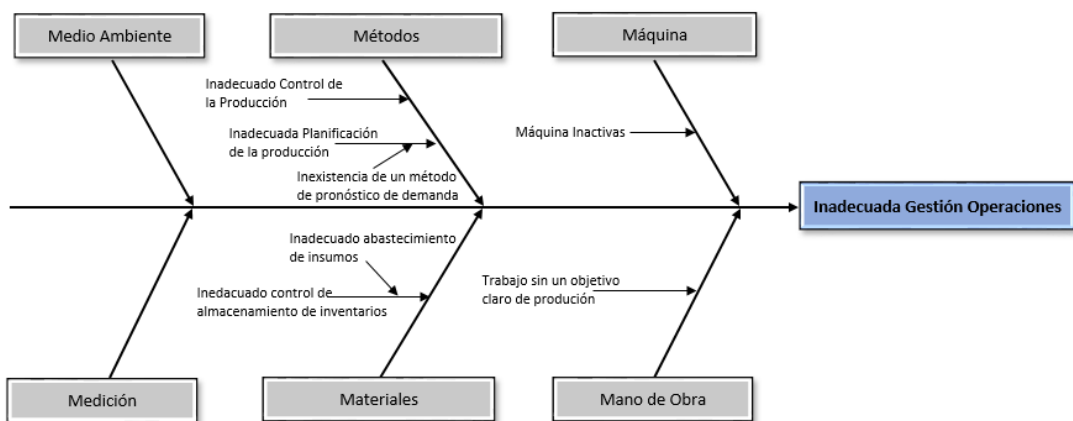 Medio Ambiente
Métodos
Máquina
Inadecuado Control de
la Producción
Inadecuada Planificación
de la producción
Inexistencia de un método
de pronóstico de demanda
Máquina Inactivas
Inadecuada Gestión Operaciones
Inadecuado abastecimiento
de insumos
Inedacuado control de
almacenamiento de inventarios
Trabajo sin un objetivo
claro de produción
Medición
Materiales
Mano de Obra